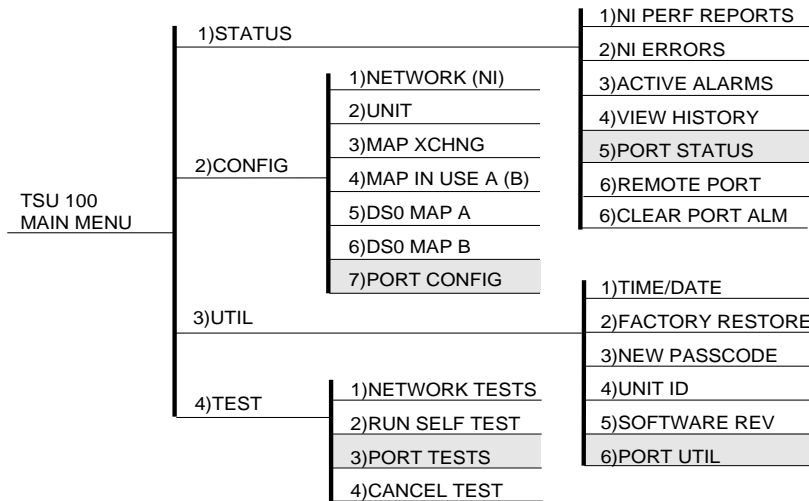 TSU 100
MAIN MENU
1)STATUS
1)NI PERF REPORTS
2)NI ERRORS
3)ACTIVE ALARMS
4)VIEW HISTORY
5)PORT STATUS
6)REMOTE PORT
6)CLEAR PORT ALM
2)CONFIG
1)NETWORK (NI)
2)UNIT
3)MAP XCHNG
4)MAP IN USE A (B)
5)DS0 MAP A
6)DS0 MAP B
7)PORT CONFIG
3)UTIL
1)TIME/DATE
2)FACTORY RESTORE
3)NEW PASSCODE
4)UNIT ID
5)SOFTWARE REV
6)PORT UTIL
4)TEST
1)NETWORK TESTS
2)RUN SELF TEST
3)PORT TESTS
4)CANCEL TEST